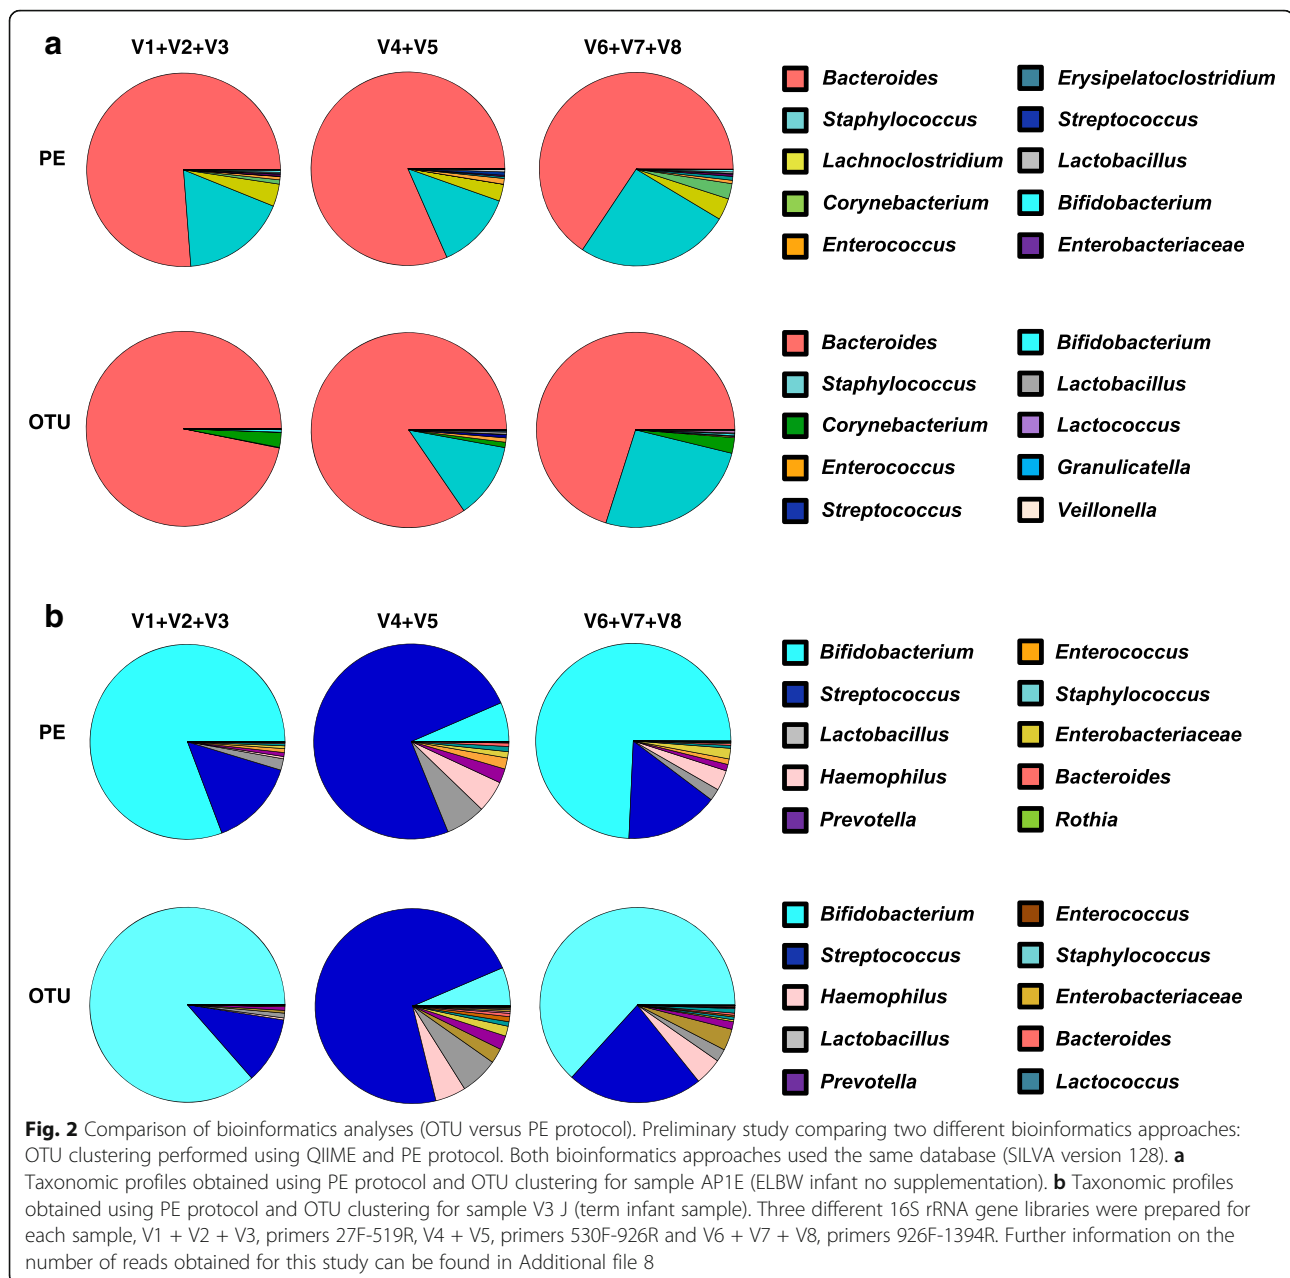 a
V1+V2+V3
V4+V5
V6+V7+V8
PE
Bacteroides
Staphylococcus
Lachnoclostridium
Corynebacterium
Enterococcus
Erysipelatoclostridium
Streptococcus
Lactobacillus
Bifidobacterium
Enterobacteriaceae
OTU
Bacteroides
Staphylococcus
Corynebacterium
Enterococcus
Streptococcus
Bifidobacterium
Lactobacillus
Lactococcus
Granulicatella
Veillonella
b
V1+V2+V3
V4+V5
V6+V7+V8
PE
Bifidobacterium
Streptococcus
Lactobacillus
Haemophilus
Prevotella
Enterococcus
Staphylococcus
Enterobacteriaceae
Bacteroides
Rothia
OTU
Bifidobacterium
Streptococcus
Haemophilus
Lactobacillus
Prevotella
Enterococcus
Staphylococcus
Enterobacteriaceae
Bacteroides
Lactococcus
Fig. 2 Comparison of bioinformatics analyses (OTU versus PE protocol). Preliminary study comparing two different bioinformatics approaches:
OTU clustering performed using QIIME and PE protocol. Both bioinformatics approaches used the same database (SILVA version 128). a
Taxonomic profiles obtained using PE protocol and OTU clustering for sample AP1E (ELBW infant no supplementation). b Taxonomic profiles
obtained using PE protocol and OTU clustering for sample V3 J (term infant sample). Three different 16S rRNA gene libraries were prepared for
each sample, V1 + V2 + V3, primers 27F-519R, V4 + V5, primers 530F-926R and V6 + V7 + V8, primers 926F-1394R. Further information on the
number of reads obtained for this study can be found in Additional file 8